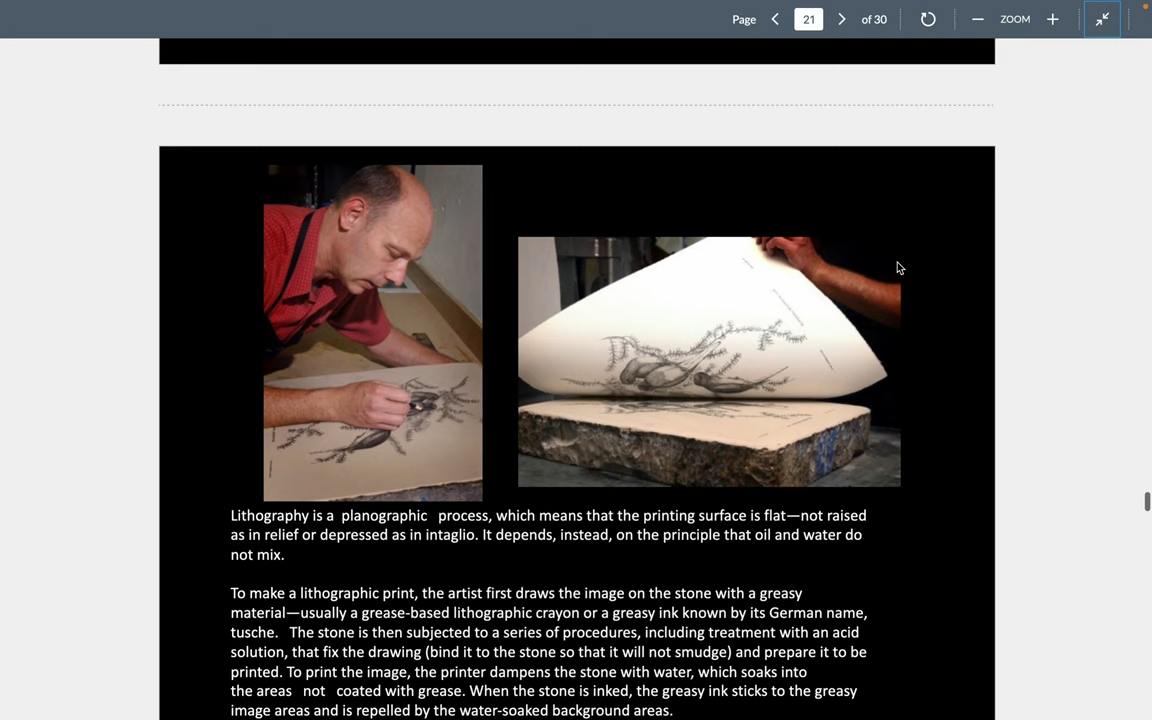 Page 21 of 30 ZOOM
Lithography is a planographic process, which means that the printing surface is flat—not raised
as in relief or depressed as in intaglio. It depends, instead, on the principle that oil and water do
not mix.
To make a lithographic print, the artist first draws the image on the stone with a greasy
material—usually a grease-based lithographic crayon or a greasy ink known by its German name,
tusche. The stone is then subjected to a series of procedures, including treatment with an acid
solution, that fix the drawing (bind it to the stone so that it will not smudge) and prepare it to be
printed. To print the image, the printer dampens the stone with water, which soaks into
the areas not coated with grease. When the stone is inked, the greasy ink sticks to the greasy
image areas and is repelled by the water-soaked background areas.